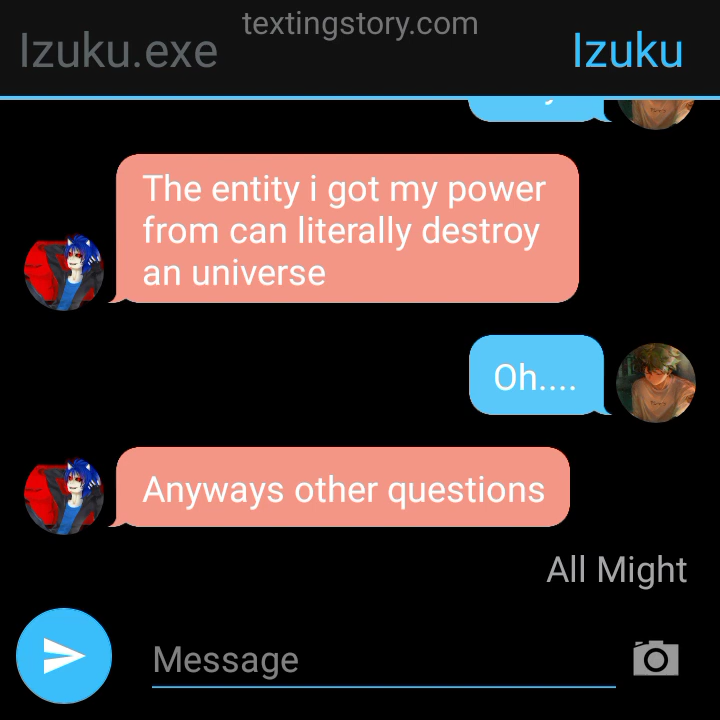 textingstory.com
Izuku.exe
Izuku
The entity i got my power
from can literally destroy
an universe
Oh....
Anyways other questions
All Might
Message